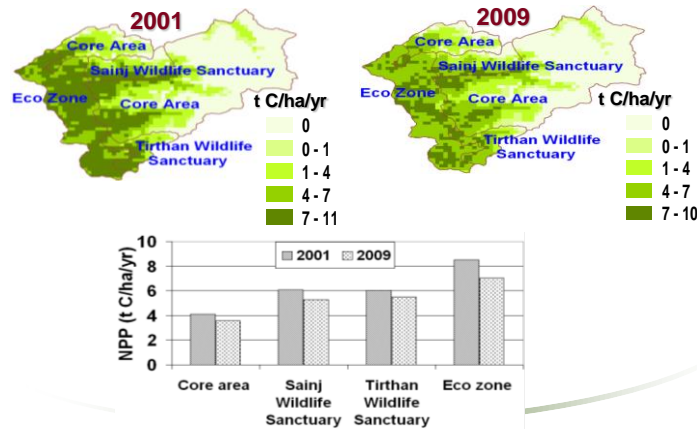 2001
Core Area
Sainj Wildlife Sanctuary
Eco Zone
Core Area
Tirthan Wildlife
Sanctuary
t C/ha/yr
0
0 - 1
1 - 4
4 - 7
7 - 11
2009
Core Area
Sainj Wildlife Sanctuary
Eco Zone
Core Area
Tirthan Wildlife
Sanctuary
t C/ha/yr
0
0 - 1
1 - 4
4 - 7
7 - 10
NPP (t C/ha/yr)
10
8
6
4
2
0
2001 2009
Core area
Sainj
Wildlife
Sanctuary
Tirthan
Wildlife
Sanctuary
Eco zone